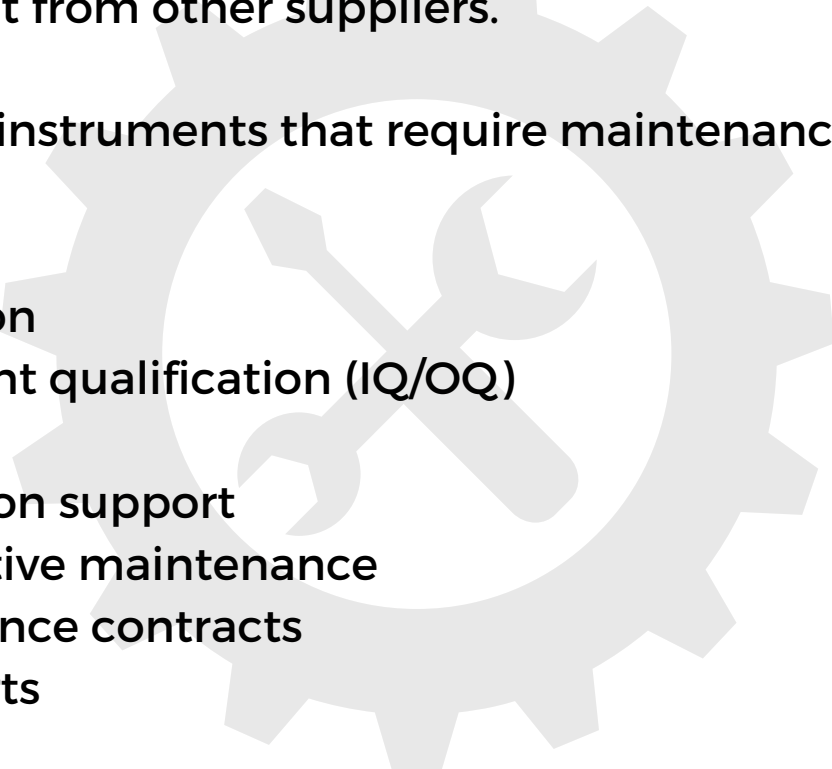 t from other suppliers.
instruments that require maintenanc
on
nt qualification (IQ/OQ)
on support
tive maintenance
nce contracts
ts